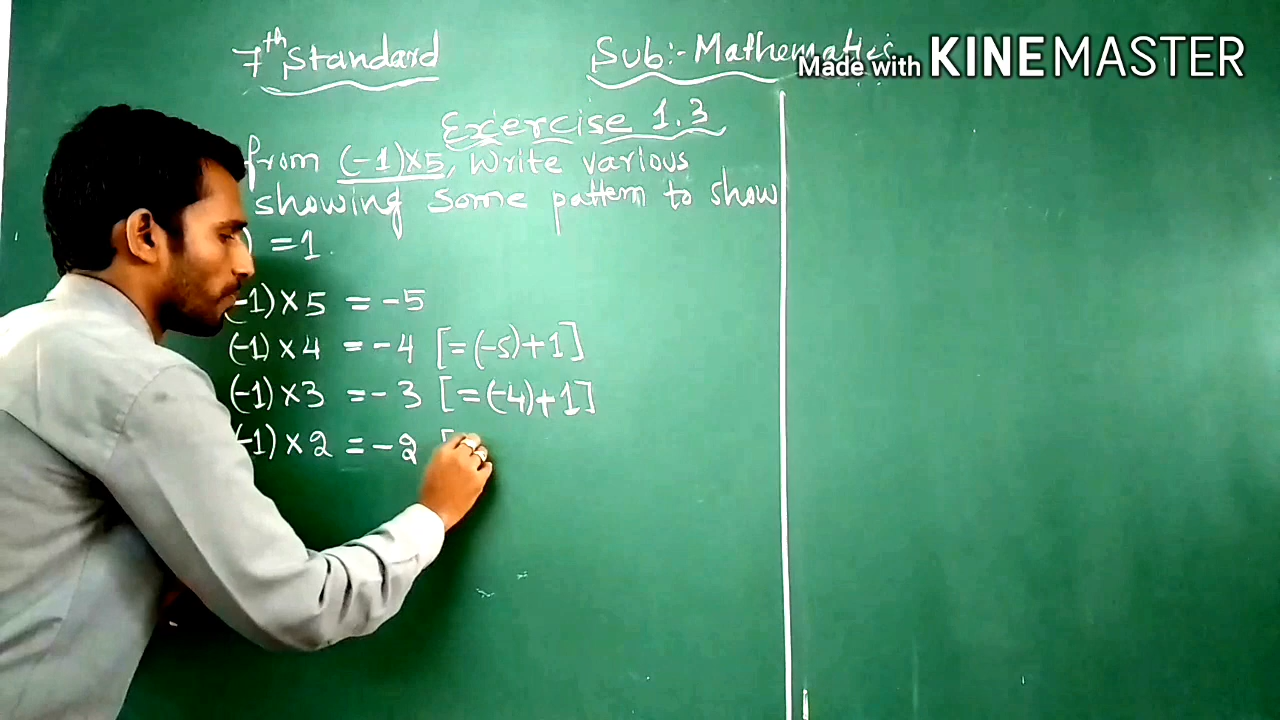 7th Standard Sub:- Mathematics
Made with KINEMASTER
Exercise 1.3
from (-1)×5, Write various
showing some pattern to show
) =1.
-1)×5 = -5
(-1)×4 = -4 [=(-5)+1]
(-1)×3 = -3 [=(-4)+1]
-1)×2 = -2 [